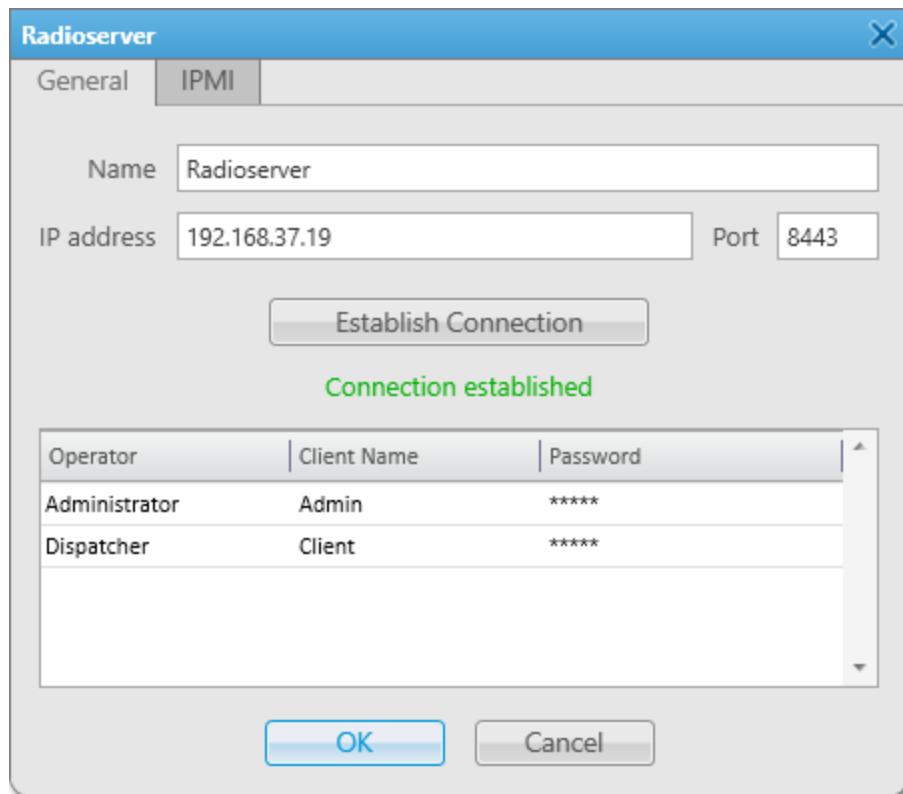 Radioserver
General IPMI
Name Radioserver
IP address 192.168.37.19 Port 8443
Establish Connection
Connection established
Operator Client Name Password
Administrator Admin *****
Dispatcher Client *****
OK Cancel